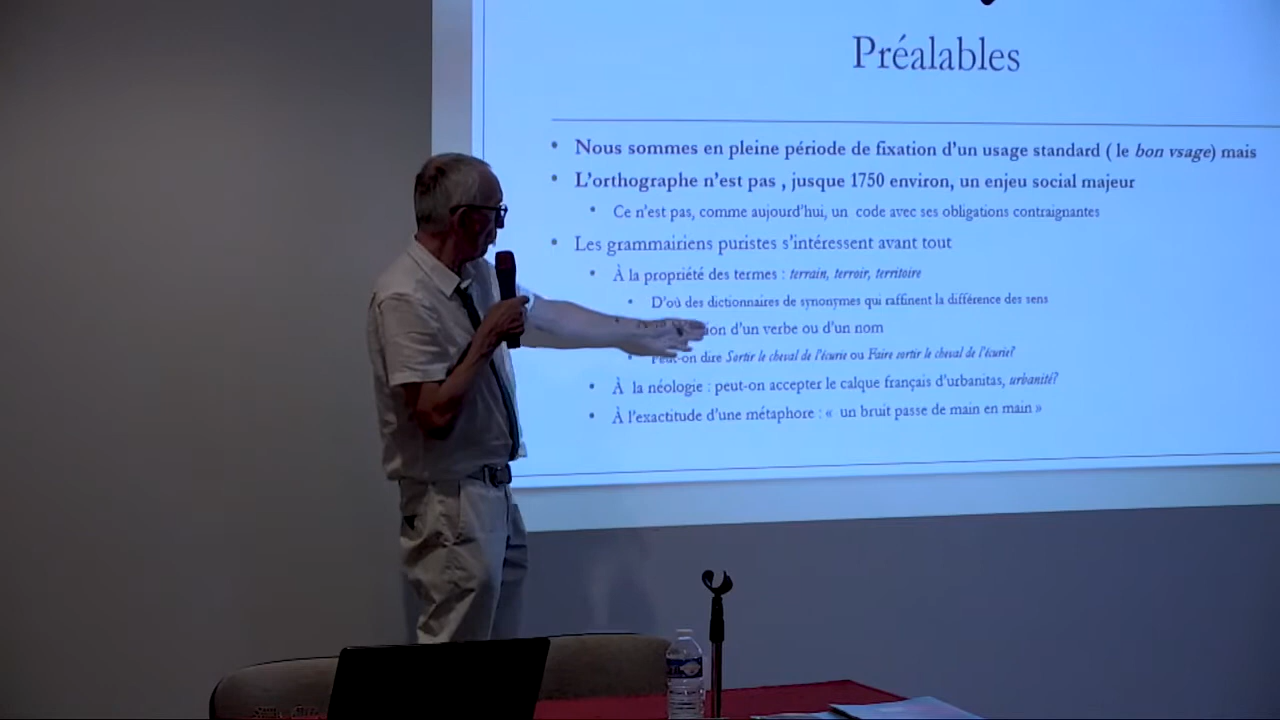 Préalables
• Nous sommes en pleine période de fixation d'un usage standard ( le bon vsage) mais
• L'orthographe n'est pas , jusque 1750 environ, un enjeu social majeur
• Ce n'est pas, comme aujourd'hui, un code avec ses obligations contraignantes
• Les grammairiens puristes s'intéressent avant tout
• À la propriété des termes : terrain, terroir, territoire
• D'où des dictionnaires de synonymes qui raffinent la différence des sens
d'un verbe ou d'un nom
• Peut-on dire Sortir le cheval de l'écurie ou Faire sortir le cheval de l'écurie?
• À la néologie : peut-on accepter le calque français d'urbanitas, urbanité?
• À l'exactitude d'une métaphore : « un bruit passe de main en main »